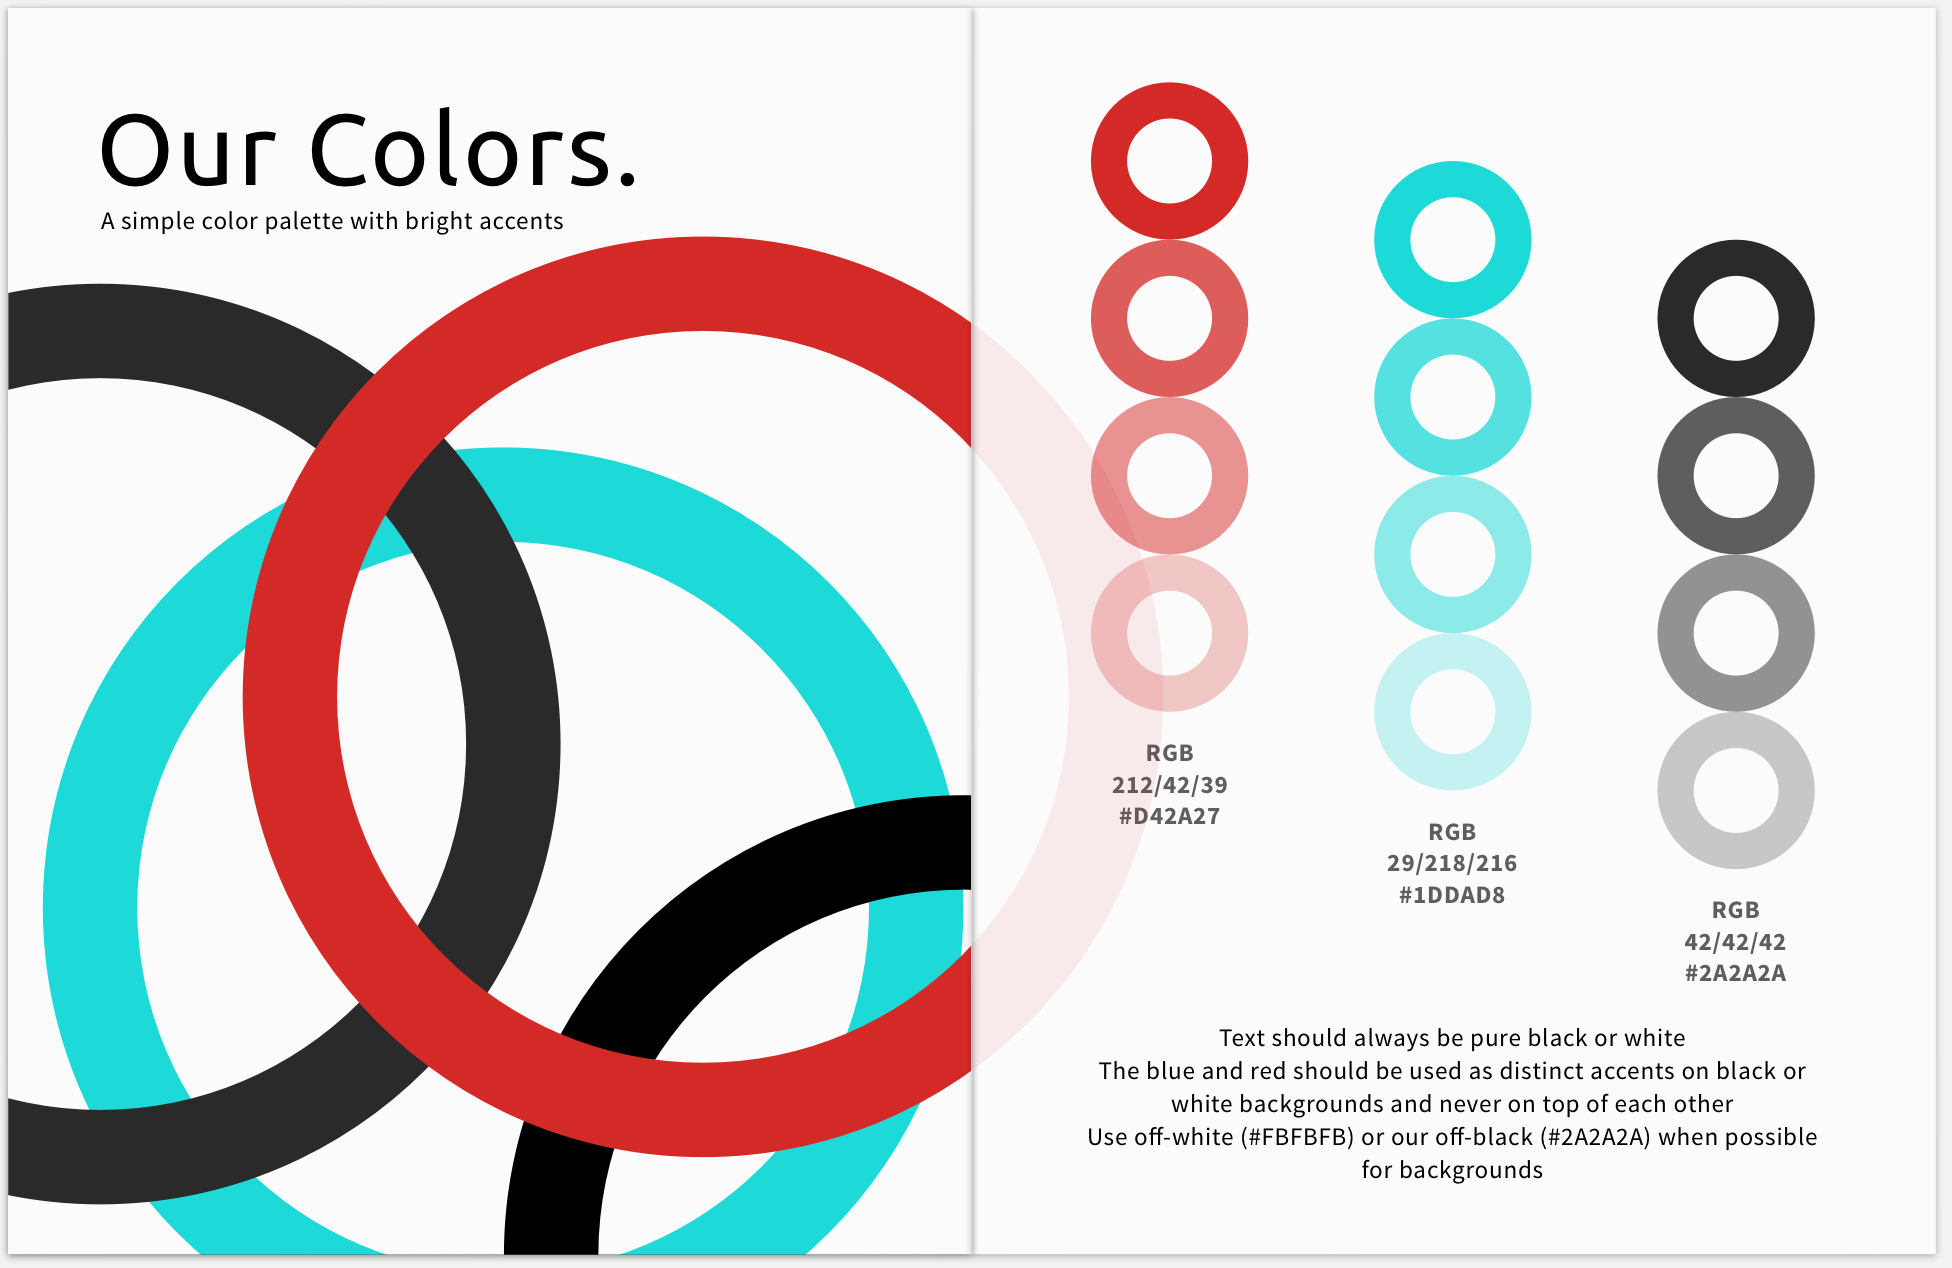 Our Colors.
A simple color palette with bright accents
RGB
212/42/39
#D42A27
RGB
29/218/216
#1DDAD8
RGB
42/42/42
#2A2A2A
Text should always be pure black or white
The blue and red should be used as distinct accents on black or
white backgrounds and never on top of each other
Use off-white (#FBFBFB) or our off-black (#2A2A2A) when possible
for backgrounds